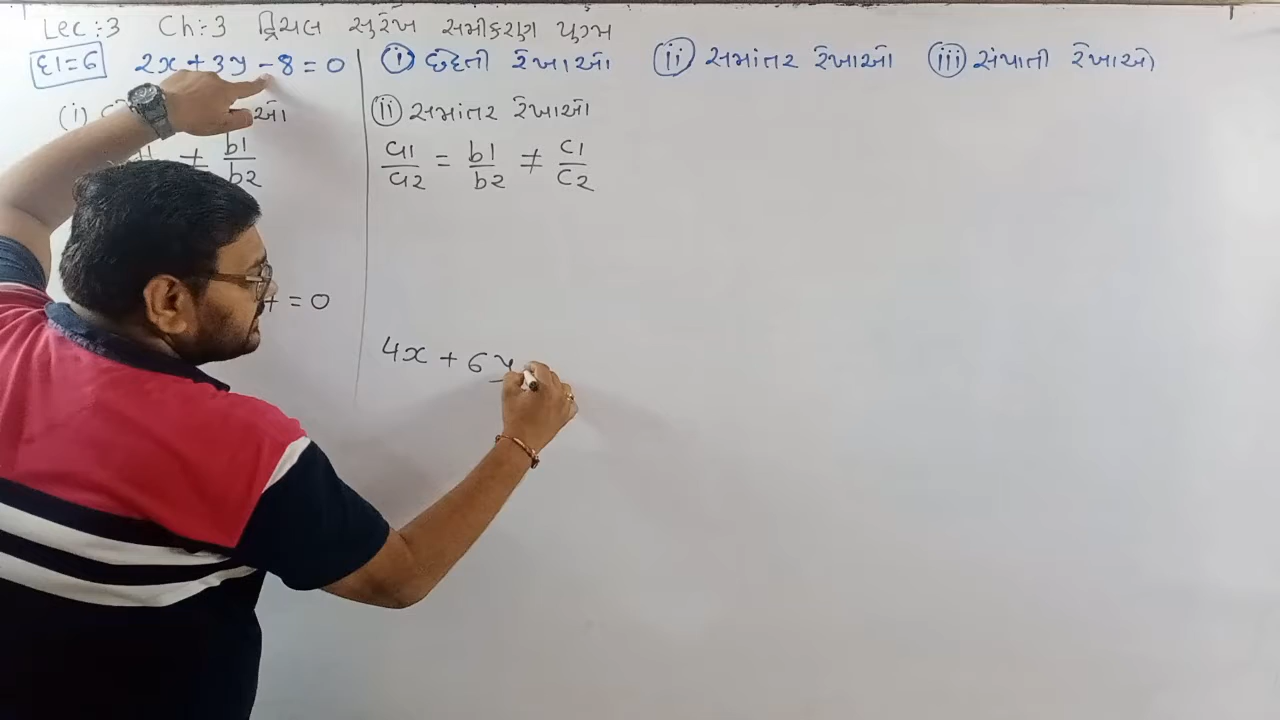 Lec:3 Ch:3 દ્વિચલ સુરેખ સમીકરણ યુગ્મ
દા=6 2x + 3y - 8 = 0 (i) છેદતી રેખાઓ (ii) સમાંતર રેખાઓ (iii) સંપાતી રેખાઓ
(i)
≠ b1/b2
= 0
(ii) સમાંતર રેખાઓ
a1/a2 = b1/b2 ≠ c1/c2
4x + 6y